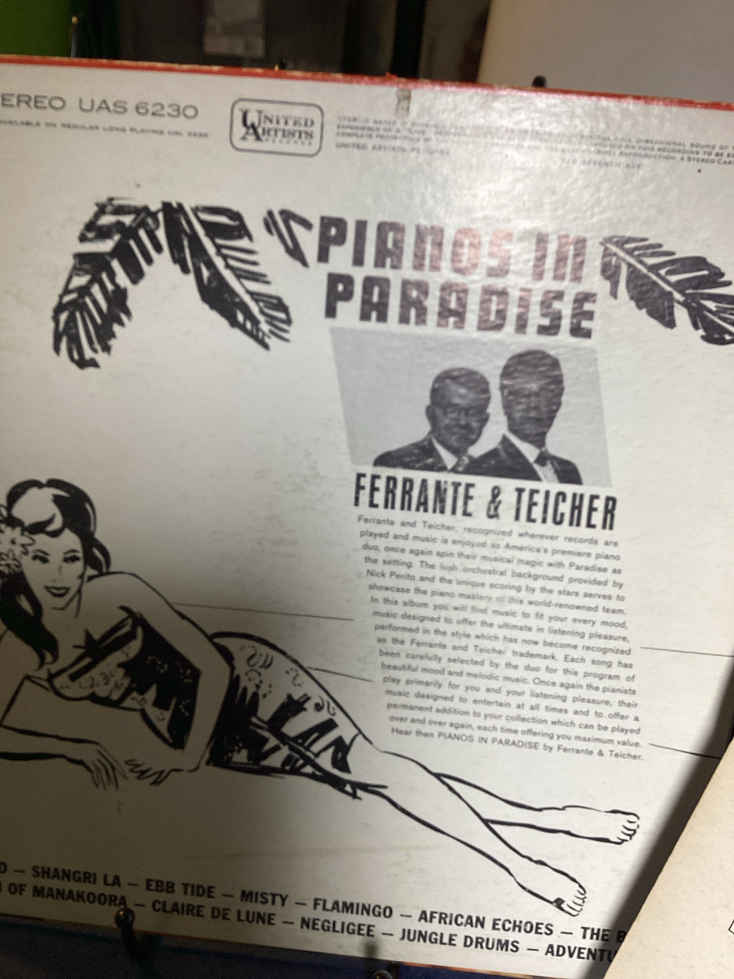 EREO UAS 6230
AVAILABLE ON REGULAR LONG PLAYING UAL 3230
UNITED
ARTISTS
RECORDS
PIANOS IN
PARADISE
FERRANTE & TEICHER
Ferrante and Teicher, recognized wherever records are
played and music is enjoyed as America's premiere piano
duo, once again spin their musical magic with Paradise as
the setting. The lush orchestral background provided by
Nick Perito and the unique scoring by the stars serves to
showcase the piano mastery of this world-renowned team.
In this album you will find music to fit your every mood,
music designed to offer the ultimate in listening pleasure,
performed in the style which has now become recognized
as the Ferrante and Teicher trademark. Each song has
been carefully selected by the duo for this program of
beautiful mood and melodic music. Once again the pianists
play primarily for you and your listening pleasure, their
music designed to entertain at all times and to offer a
permanent addition to your collection which can be played
over and over again, each time offering you maximum value.
Hear then PIANOS IN PARADISE by Ferrante & Teicher.
O — SHANGRI LA — EBB TIDE — MISTY — FLAMINGO — AFRICAN ECHOES — THE B
OF MANAKOORA — CLAIRE DE LUNE — NEGLIGEE — JUNGLE DRUMS — ADVENTU